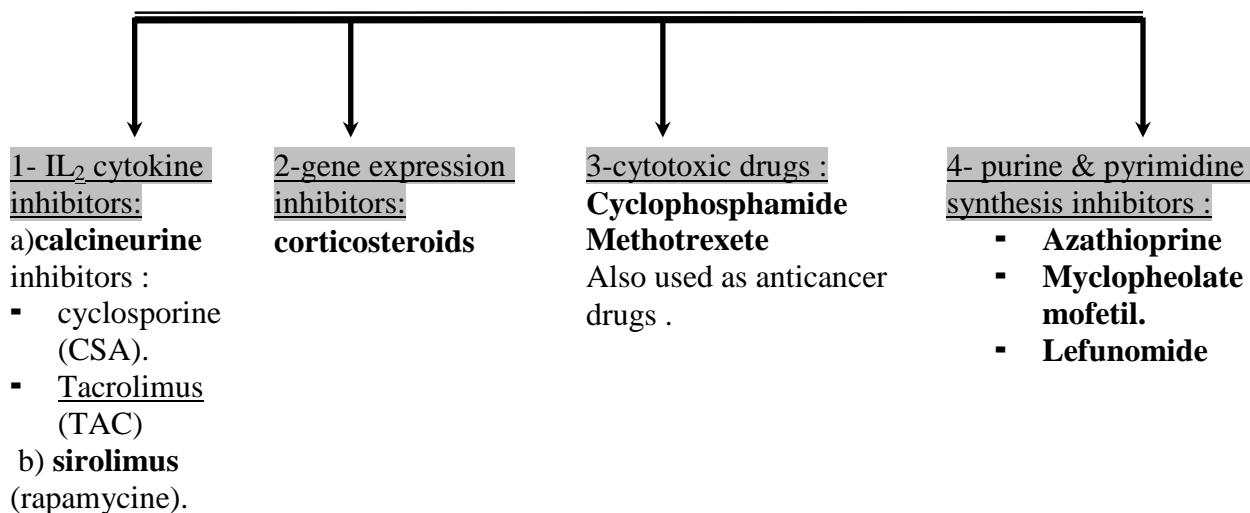 1- IL2 cytokine
inhibitors:
a)calcineurine
inhibitors :
- cyclosporine
(CSA).
- Tacrolimus
(TAC)
b) sirolimus
(rapamycine).
2-gene expression
inhibitors:
corticosteroids
3-cytotoxic drugs :
Cyclophosphamide
Methotrexete
Also used as anticancer
drugs .
4- purine & pyrimidine
synthesis inhibitors :
- Azathioprine
- Myclopheolate
mofetil.
- Lefunomide